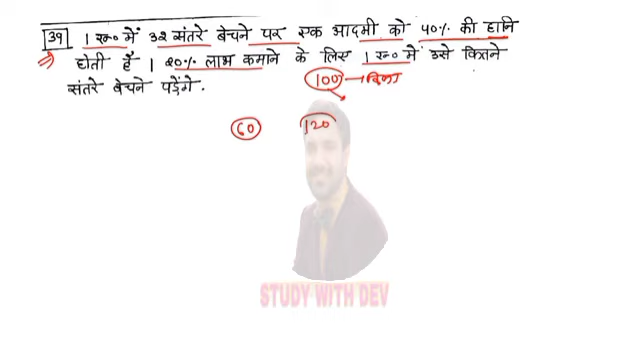 39 1 रू० में 32 संतरे बेचने पर एक आदमी को 40% की हानि
होती हैं | 20% लाभ कमाने के लिए 1 रू० में उसे कितने
संतरे बेचने पड़ेंगे.
100
60 120
STUDY WITH DEV